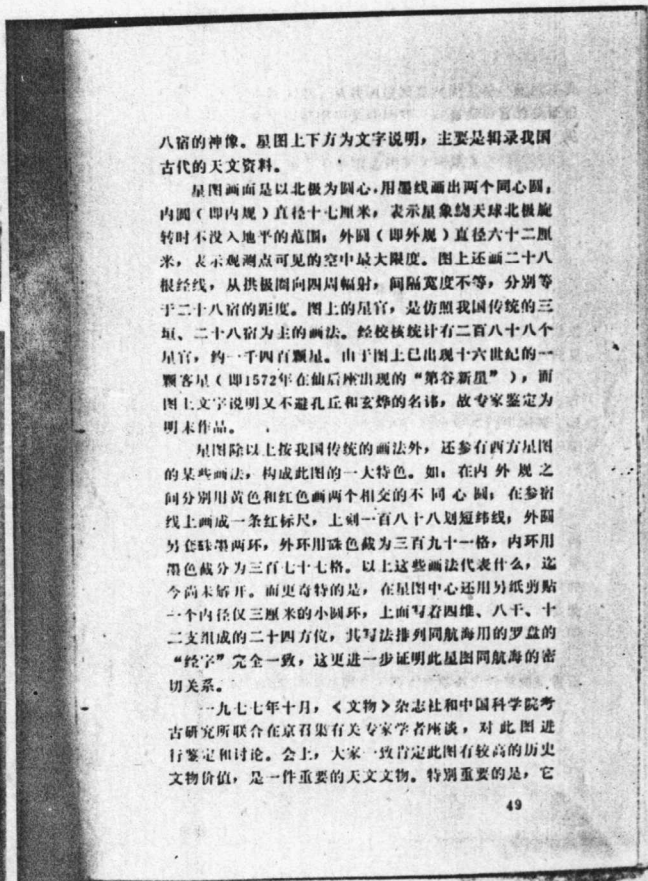 八宿的神像。星图上下方为文字说明，主要是辑录我国
古代的天文资料。
星图画面是以北极为圆心，用墨线画出两个同心圆，
内圆（即内规）直径十七厘米，表示星象绕天球北极旋
转时不没入地平的范围；外圆（即外规）直径六十二厘
米，表示观测点可见的空中最大限度。图上还画二十八
根经线，从拱极圈向四周幅射，间隔宽度不等，分别等
于二十八宿的距度。图上的星官，是仿照我国传统的三
垣、二十八宿为主的画法。经校核统计有二百八十八个
星官，约一千四百颗星。由于图上已出现十六世纪的一
颗客星（即1572年在仙后座出现的“第谷新星”），而
图上文字说明又不避孔丘和玄烨的名讳，故专家鉴定为
明末作品。
星图除以上按我国传统的画法外，还参有西方星图
的某些画法，构成此图的一大特色。如：在内外规之
间分别用黄色和红色画两个相交的不同心圆；在参宿
线上画成一条红标尺，上刻一百八十八划短纬线；外圆
另套硃墨两环，外环用硃色截为三百九十一格，内环用
墨色截分为三百七十七格。以上这些画法代表什么，迄
今尚未解开。而更奇特的是，在星图中心还用另纸剪贴
一个内径仅三厘米的小圆环，上面写着四维、八干、十
二支组成的二十四方位，其写法排列同航海用的罗盘的
“经字”完全一致，这更进一步证明此星图同航海的密
切关系。
一九七七年十月，《文物》杂志社和中国科学院考
古研究所联合在京召集有关专家学者座谈，对此图进
行鉴定和讨论。会上，大家一致肯定此图有较高的历史
文物价值，是一件重要的天文文物。特别重要的是，它
49